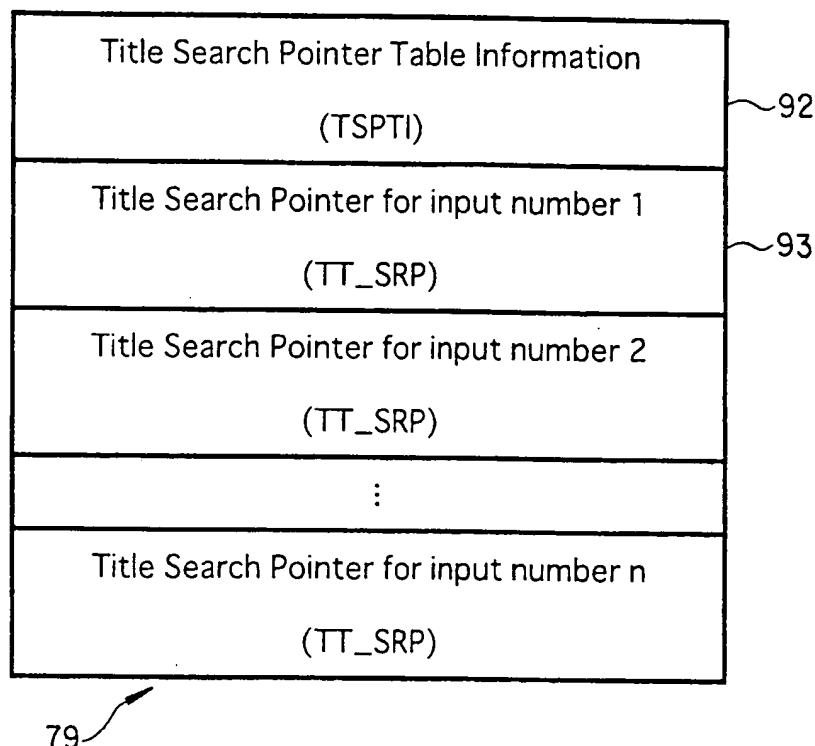 Title Search Pointer Table Information
(TSPTI)
92
Title Search Pointer for input number 1
(TT_SRP)
93
Title Search Pointer for input number 2
(TT_SRP)
⋮
Title Search Pointer for input number n
(TT_SRP)
79